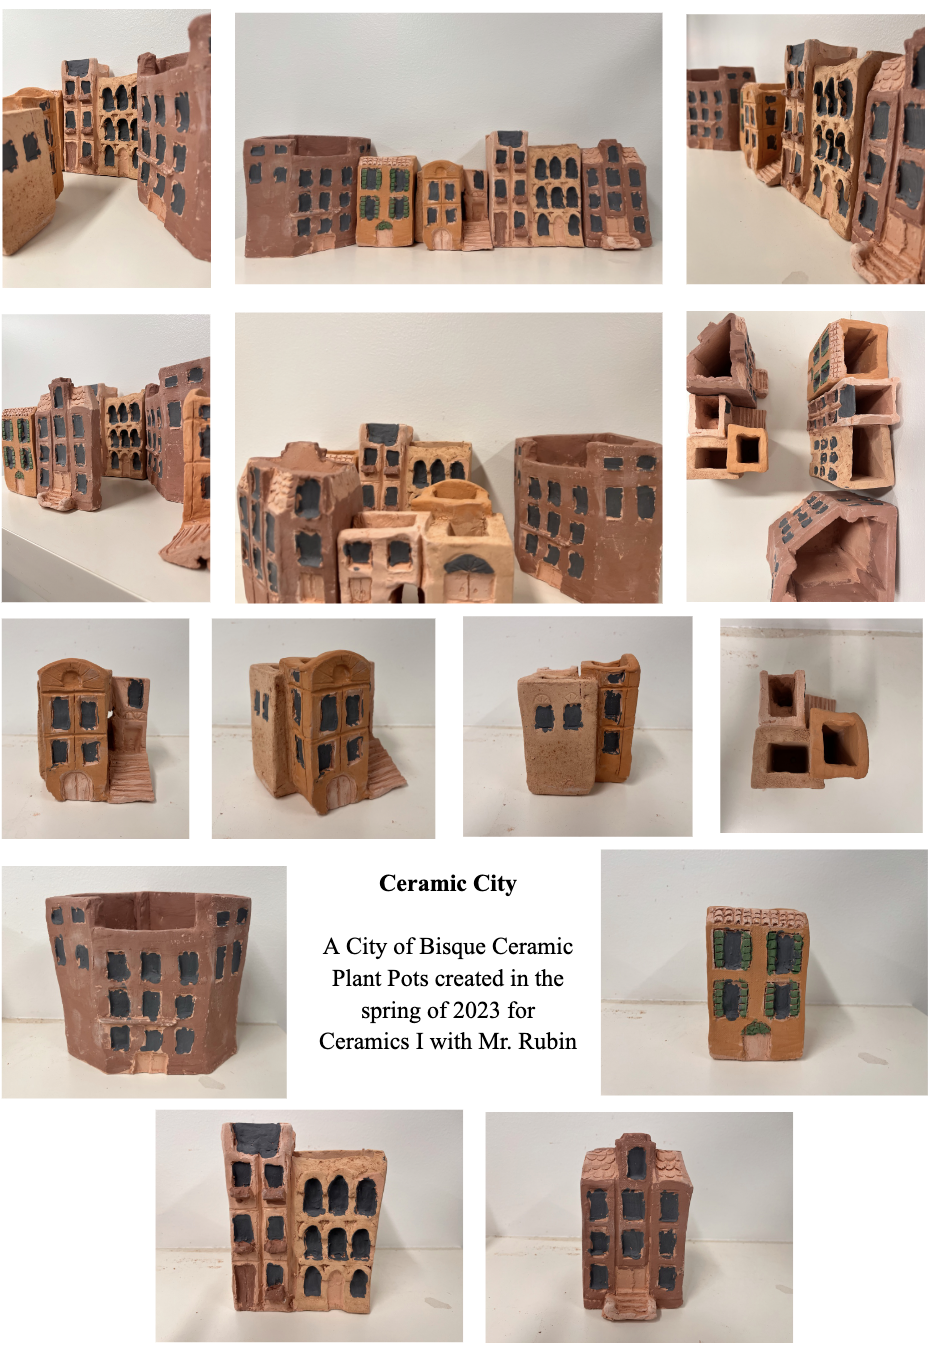 Ceramic City
A City of Bisque Ceramic
Plant Pots created in the
spring of 2023 for
Ceramics I with Mr. Rubin